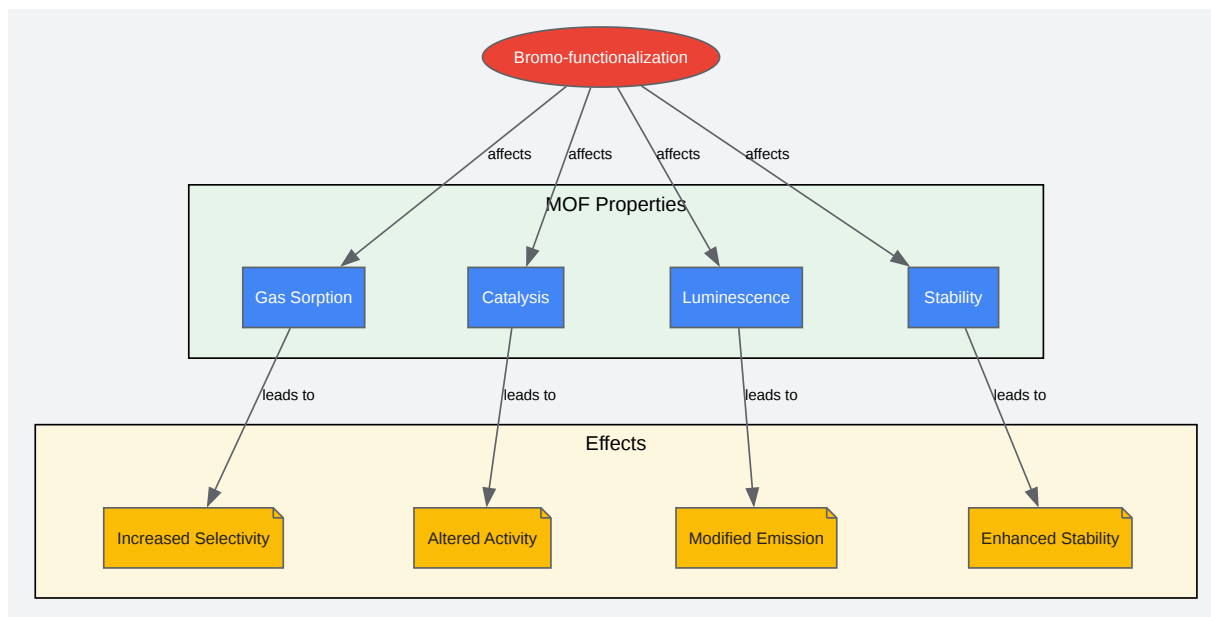 Bromo-functionalization
affects
affects
affects
affects
MOF Properties
Gas Sorption
Catalysis
Luminescence
Stability
leads to
leads to
leads to
leads to
Effects
Increased Selectivity
Altered Activity
Modified Emission
Enhanced Stability